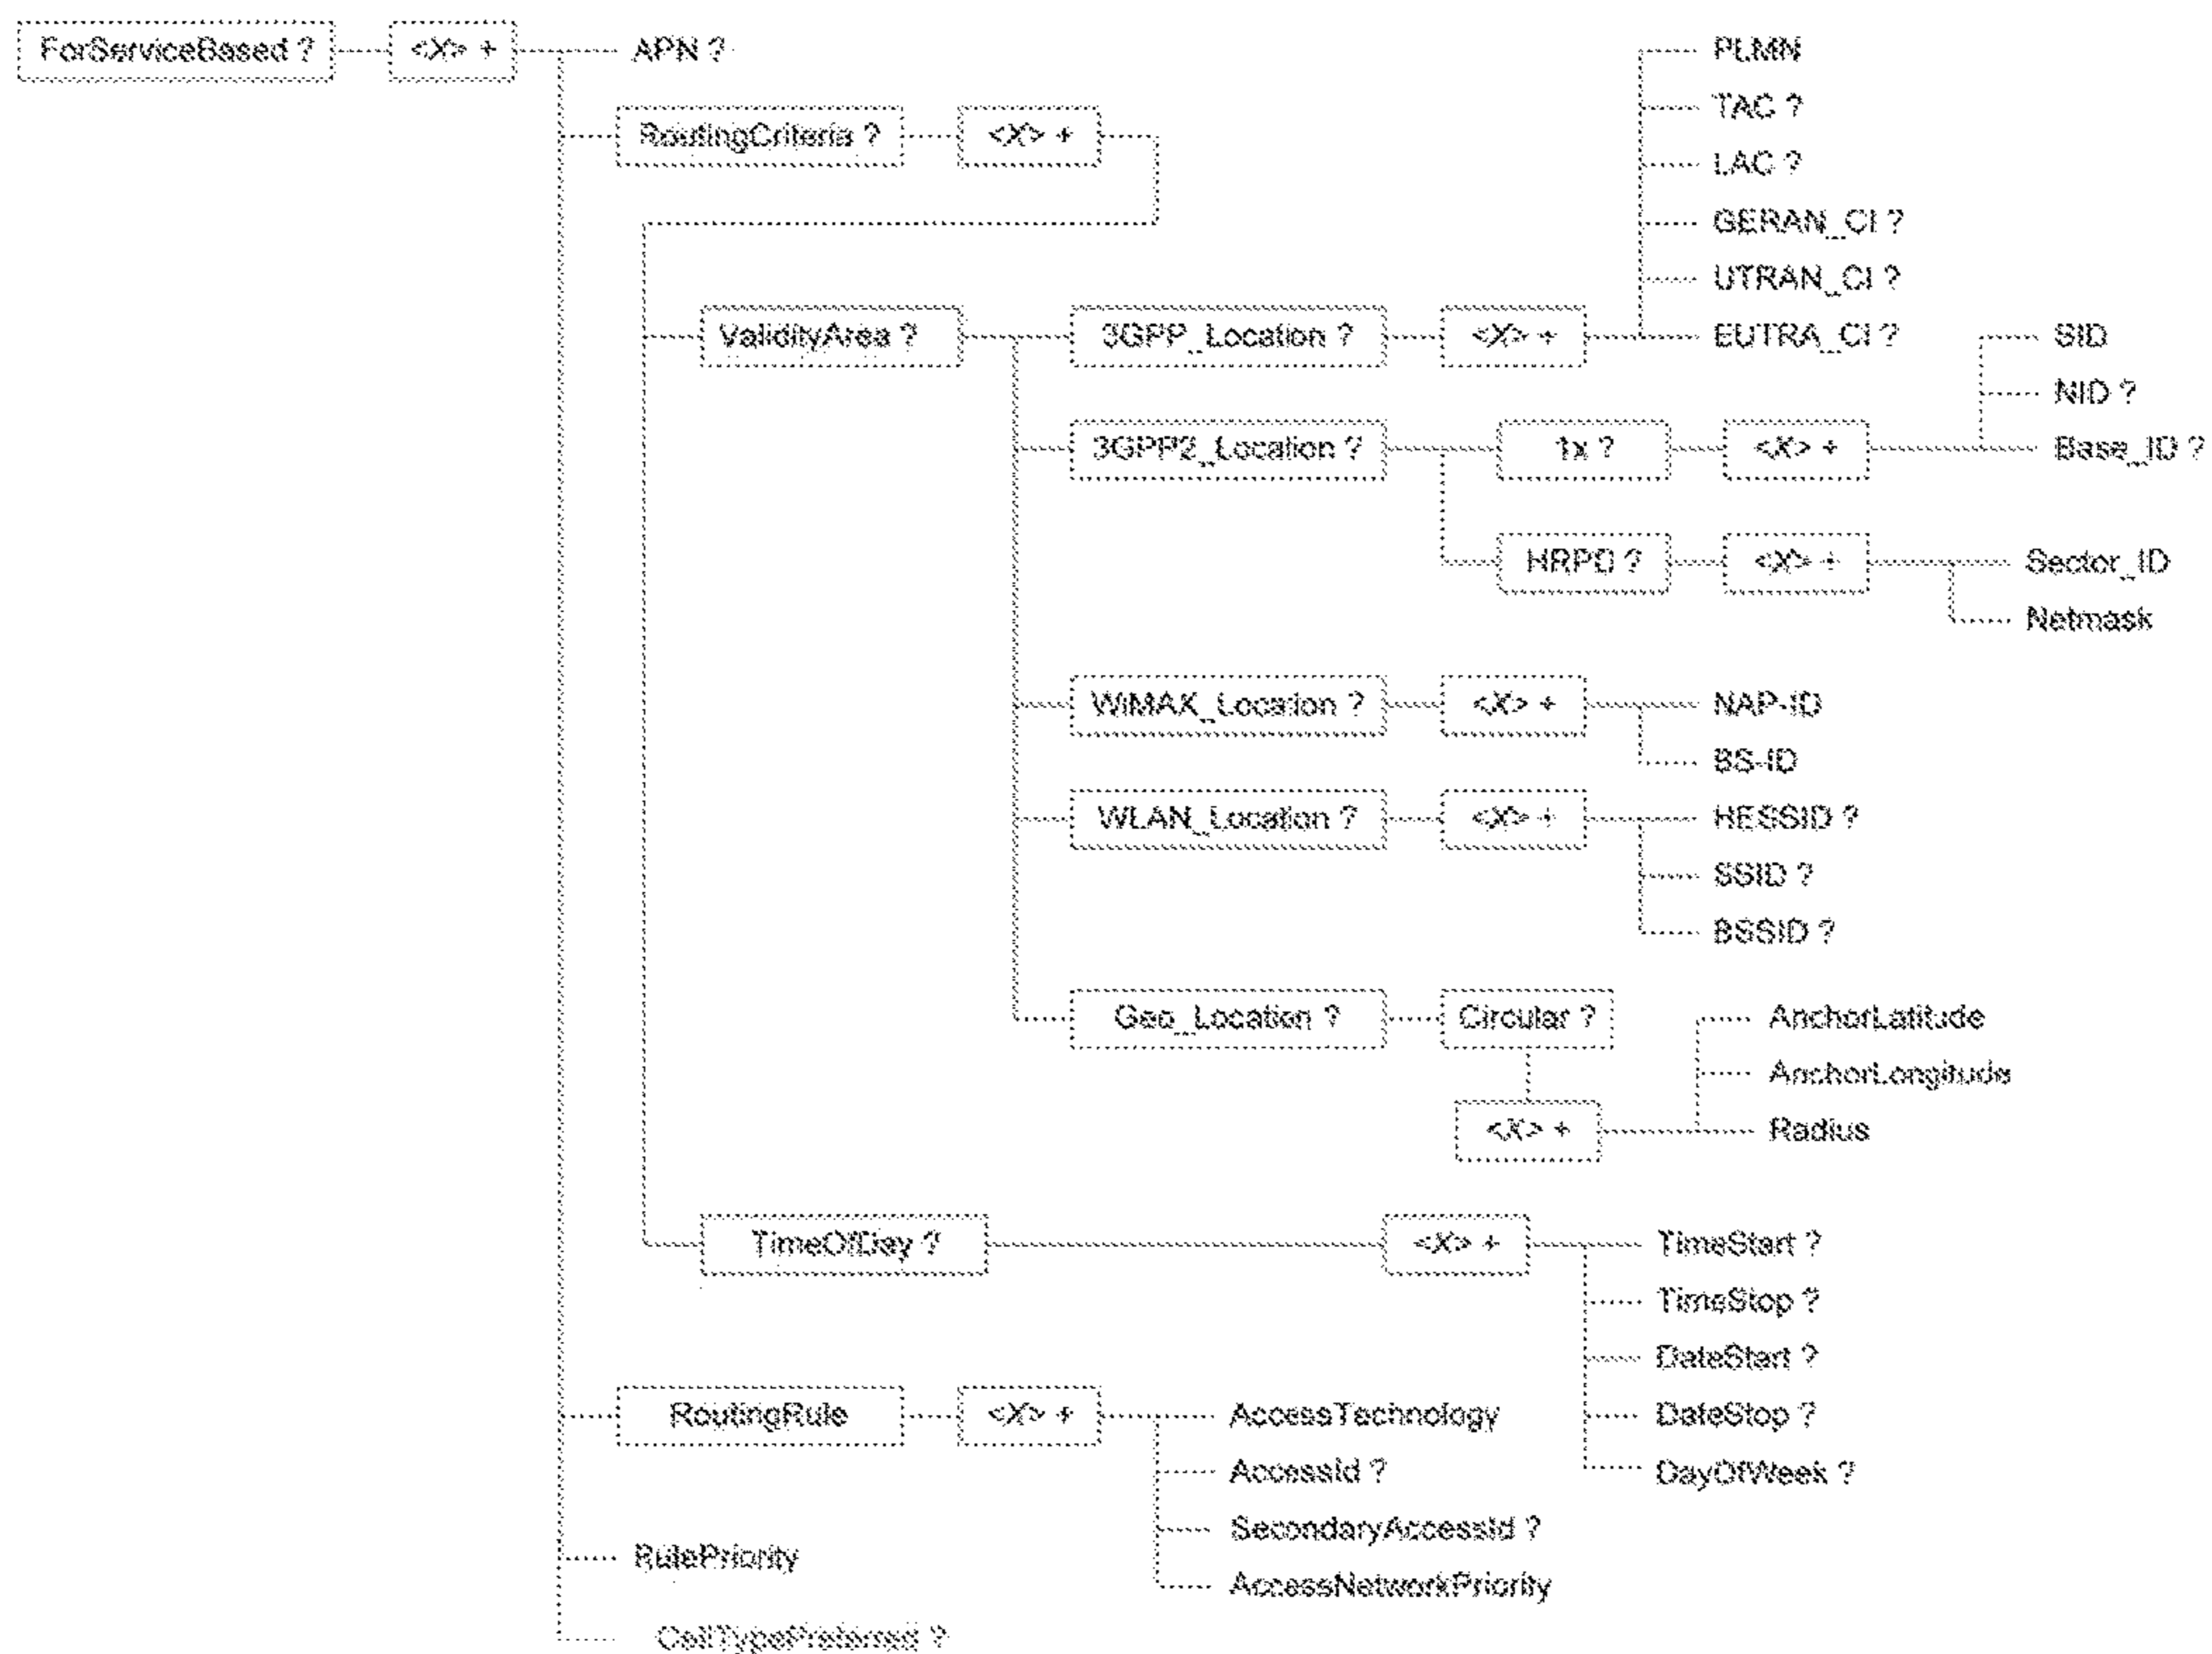 ForServiceBased ? <X> + APN ? PLMN
TAC ?
RoutingCriteria ? <X> +
LAC ?
GERAN_CI ?
UTRAN_CI ?
ValidityArea ? 3GPP_Location ? <X> + EUTRA_CI ? SID
NID ?
3GPP2_Location ? 1x ? <X> + Base_ID ?
HRPD ? <X> + Sector_ID
Netmask
WiMAX_Location ? <X> + NAP-ID
BS-ID
WLAN_Location ? <X> + HESSID ?
SSID ?
BSSID ?
Geo_Location ? Circular ? AnchorLatitude
AnchorLongitude
<X> + Radius
TimeOfDay ? <X> + TimeStart ?
TimeStop ?
DateStart ?
RoutingRule <X> + AccessTechnology DateStop ?
AccessId ? DayOfWeek ?
SecondaryAccessId ?
RulePriority
AccessNetworkPriority
CellTypePreferred ?